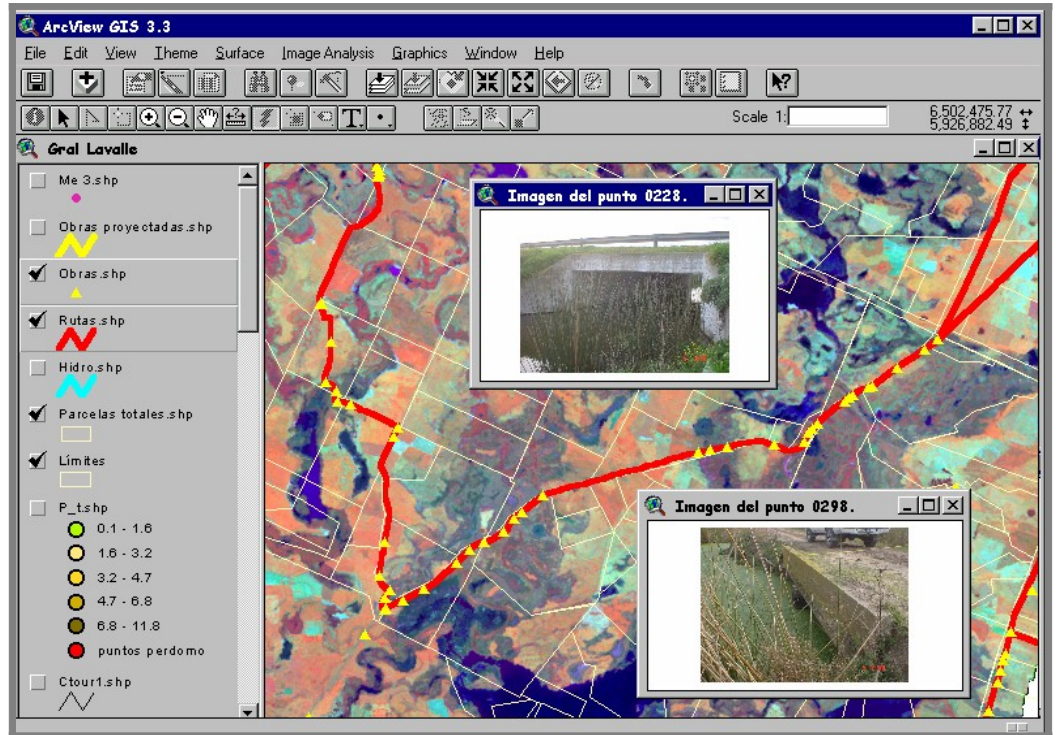 ArcView GIS 3.3
File Edit View Theme Surface Image Analysis Graphics Window Help
Scale 1:
6,502,475.77
5,926,882.49
Gral Lavalle
Me 3.shp
Obras proyectadas.shp
Obras.shp
Rutas.shp
Hidro.shp
Parcelas totales.shp
Límites
P_t.shp
0.1 - 1.6
1.6 - 3.2
3.2 - 4.7
4.7 - 6.8
6.8 - 11.8
puntos perdomo
Ctour1.shp
Imagen del punto 0228.
Imagen del punto 0298.